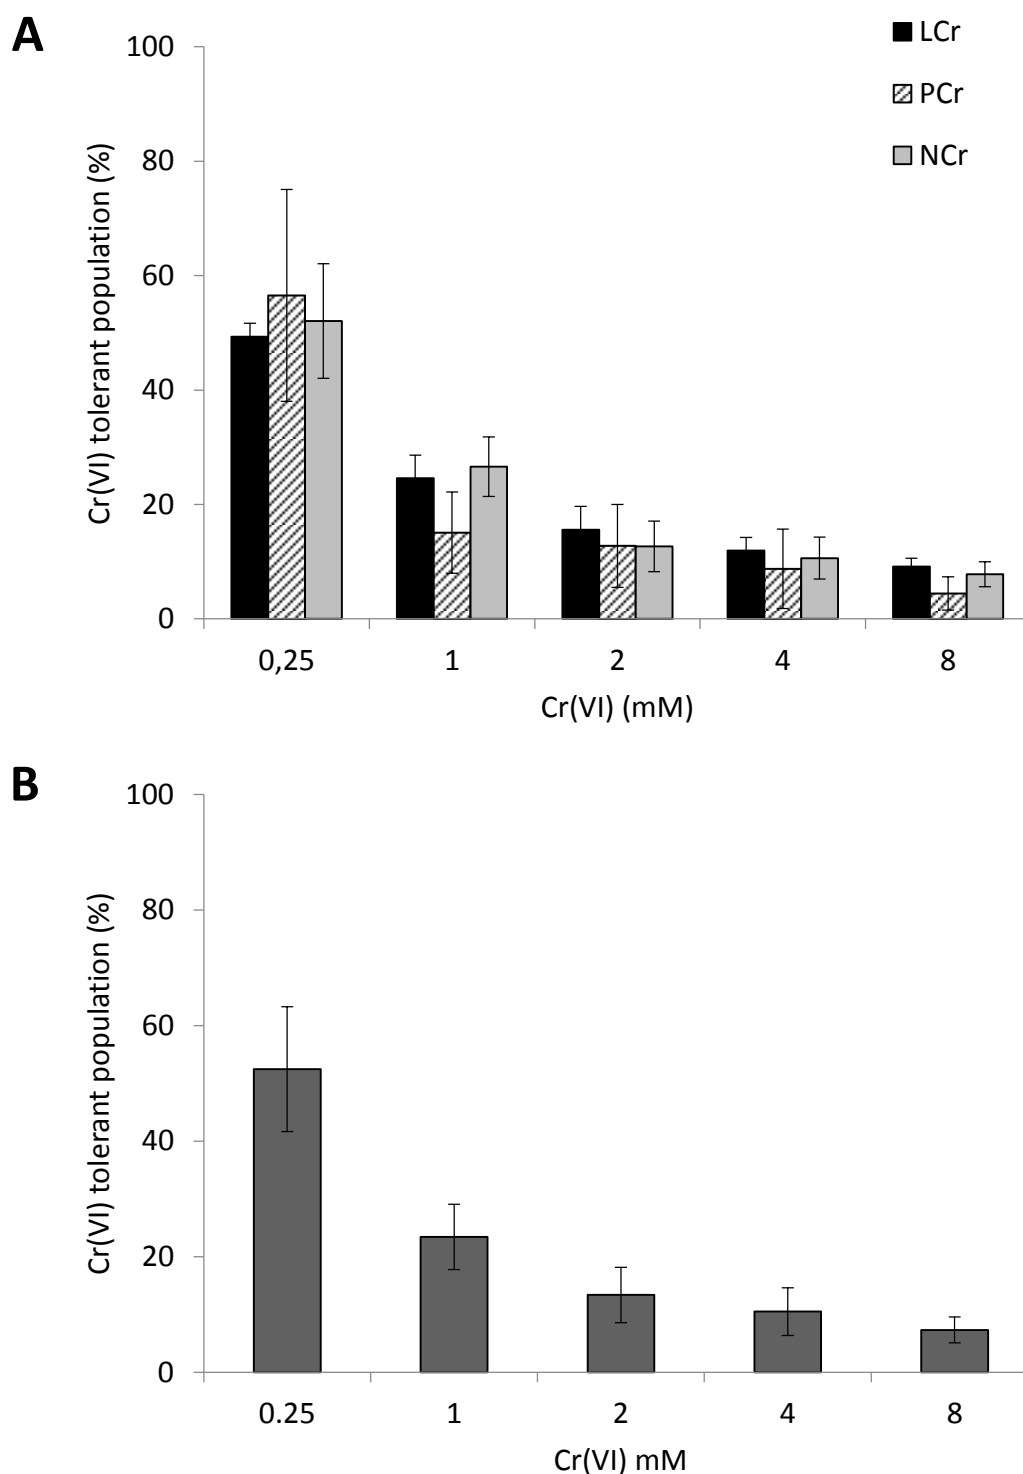 A
LCr
PCr
NCr
Cr(VI) tolerant population (%)
100
80
60
40
20
0
0,25 1 2 4 8
Cr(VI) (mM)
B
Cr(VI) tolerant population (%)
100
80
60
40
20
0
0.25 1 2 4 8
Cr(VI) mM